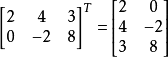 [2 4 3]T = [2 0]
[0 -2 8] [4 -2]
[3 8]